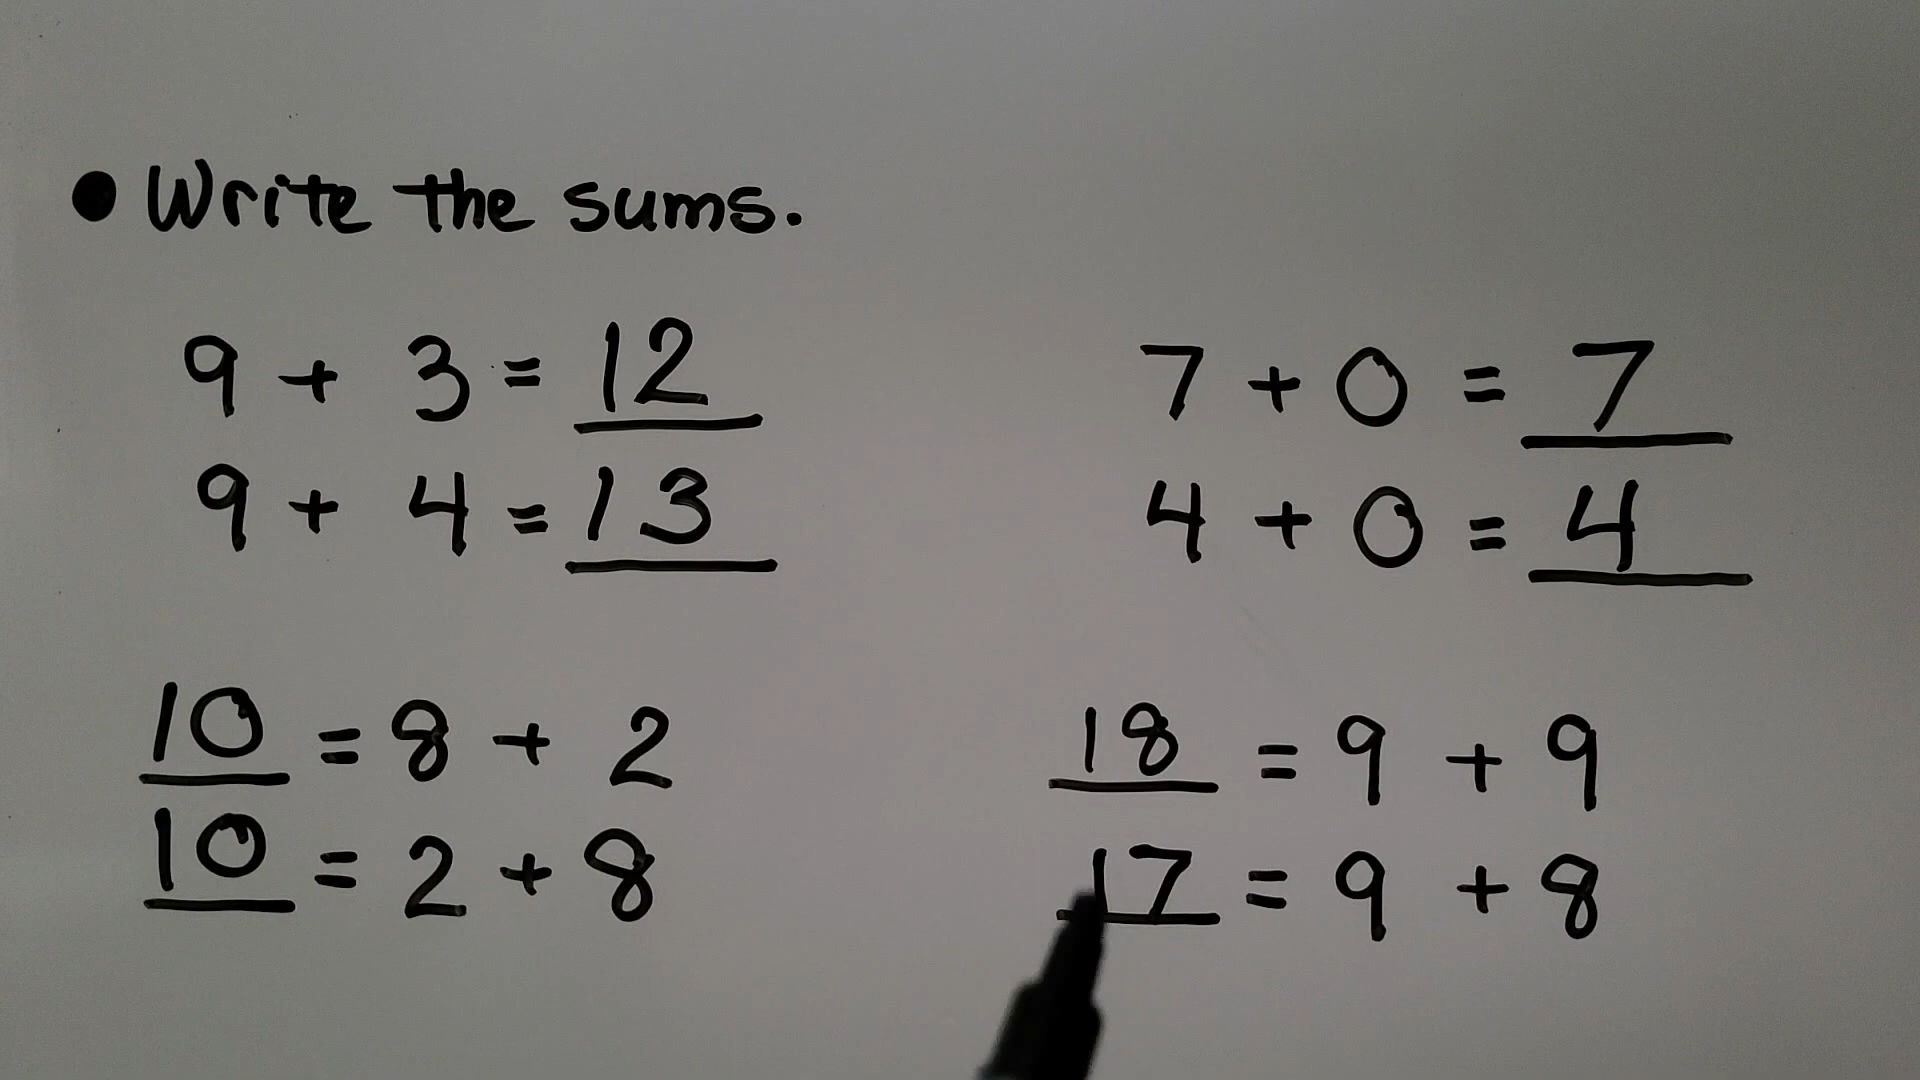 • Write the sums.
9 + 3 = 12
9 + 4 = 13
7 + 0 = 7
4 + 0 = 4
10 = 8 + 2
10 = 2 + 8
18 = 9 + 9
17 = 9 + 8